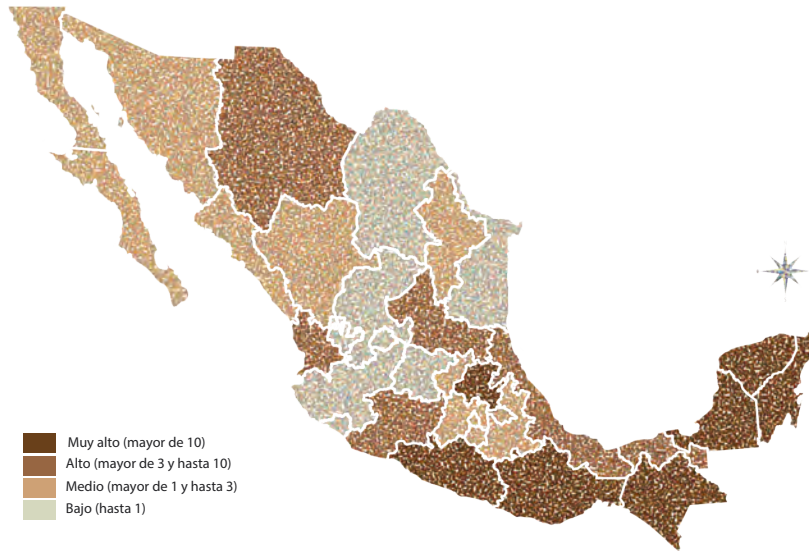 Muy alto (mayor de 10)
Alto (mayor de 3 y hasta 10)
Medio (mayor de 1 y hasta 3)
Bajo (hasta 1)